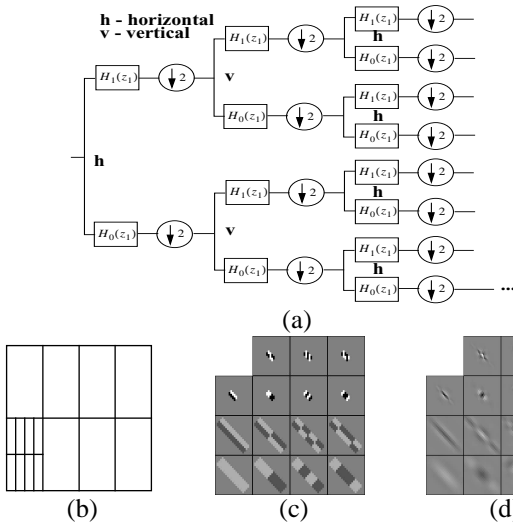 h - horizontal
v - vertical
H₁(z₁) ↓ 2 H₁(z₁) ↓ 2 H₁(z₁) ↓ 2
h
H₀(z₁) ↓ 2
v
H₀(z₁) ↓ 2 H₁(z₁) ↓ 2
h
H₀(z₁) ↓ 2
h
H₀(z₁) ↓ 2 H₁(z₁) ↓ 2 H₁(z₁) ↓ 2
h
H₀(z₁) ↓ 2
v
H₀(z₁) ↓ 2 H₁(z₁) ↓ 2
h
H₀(z₁) ↓ 2 ...
(a)
(b) (c) (d